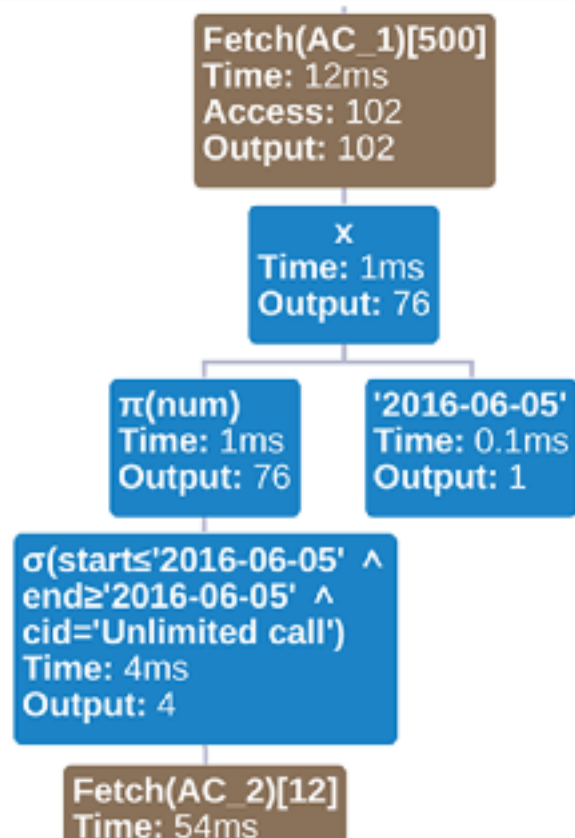 Fetch(AC_1)[500]
Time: 12ms
Access: 102
Output: 102
x
Time: 1ms
Output: 76
π(num)
Time: 1ms
Output: 76
'2016-06-05'
Time: 0.1ms
Output: 1
σ(start≤'2016-06-05' ∧
end≥'2016-06-05' ∧
cid='Unlimited call')
Time: 4ms
Output: 4
Fetch(AC_2)[12]
Time: 54ms